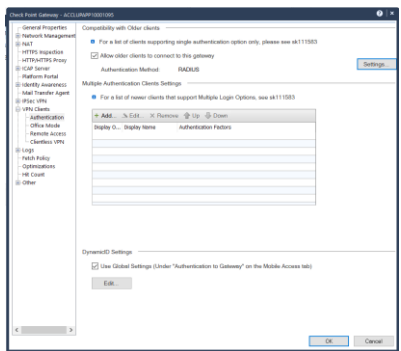 Check Point Gateway - ACCLURVPP10001095
General Properties
Network Management
NAT
HTTPS Inspection
HTTP/HTTPS Proxy
ICAP Server
Platform Portal
Identity Awareness
Mail Transfer Agent
IPSec VPN
VPN Clients
Authentication
Office Mode
Remote Access
Clientless VPN
Logs
Fetch Policy
Optimizations
Hit Count
Other
Compatibility with Older clients
For a list of clients supporting single authentication option only, please see sk111583
Allow older clients to connect to this gateway
Authentication Method: RADIUS
Settings...
Multiple Authentication Clients Settings
For a list of newer clients that support Multiple Login Options, see sk111583
Add... Edit... Remove Up Down
Display O... Display Name Authentication Factors
DynamicID Settings
Use Global Settings (Under "Authentication to Gateway" on the Mobile Access tab)
Edit...
OK Cancel